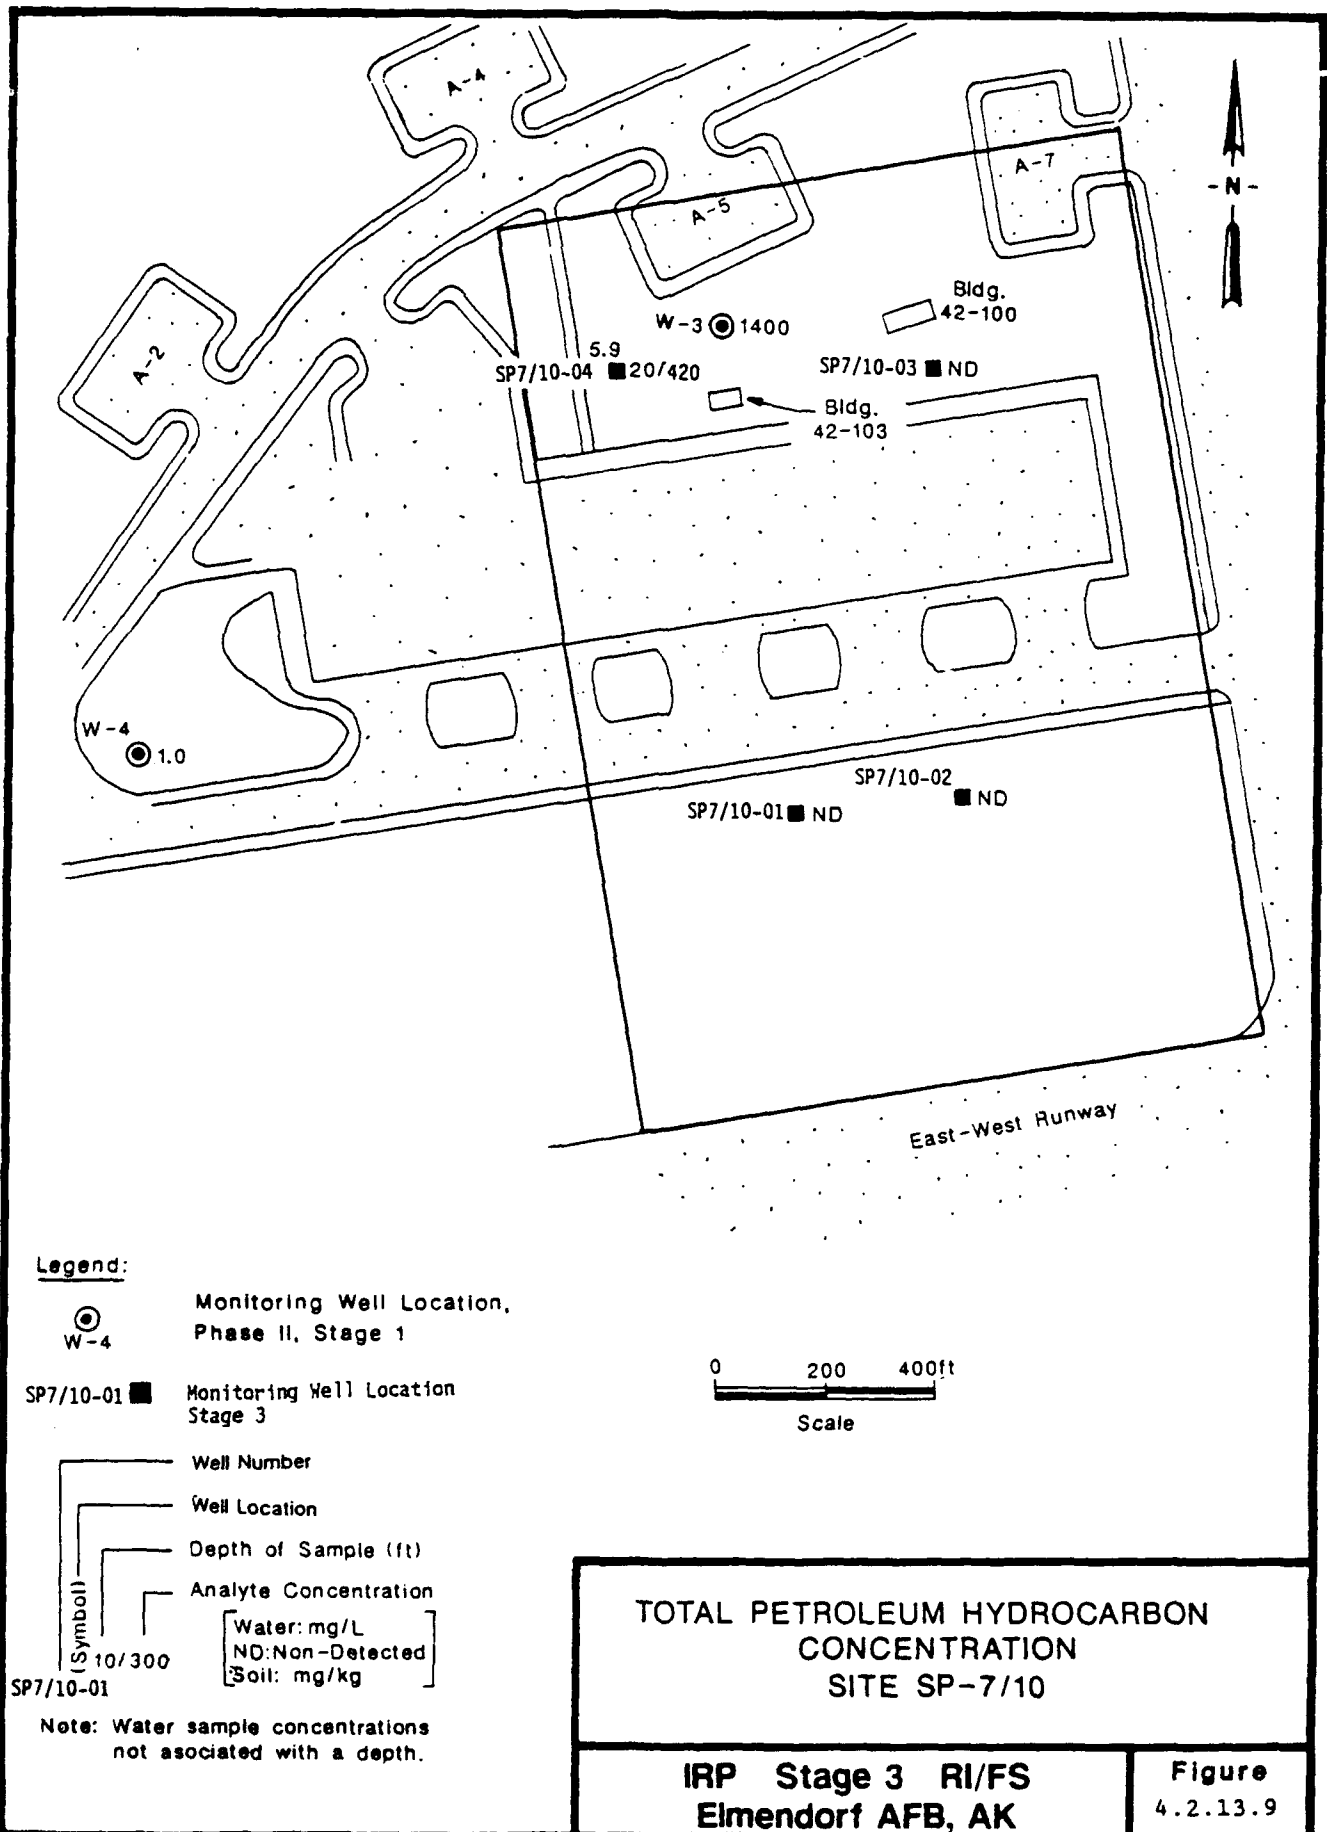 A-4
A-7
-N-
A-5
Bldg.
42-100
W-3 1400
A-2
5.9
SP7/10-04 20/420
SP7/10-03 ND
Bldg.
42-103
W-4
1.0
SP7/10-02
ND
SP7/10-01 ND
East-West Runway
Legend:
Monitoring Well Location,
Phase II, Stage 1
W-4
0 200 400ft
Scale
SP7/10-01 Monitoring Well Location
Stage 3
Well Number
Well Location
Depth of Sample (ft)
Analyte Concentration
Water: mg/L
ND:Non-Detected
Soil: mg/kg
(Symbol)
10/300
SP7/10-01
Note: Water sample concentrations
not asociated with a depth.
TOTAL PETROLEUM HYDROCARBON
CONCENTRATION
SITE SP-7/10
IRP Stage 3 RI/FS
Elmendorf AFB, AK
Figure
4.2.13.9